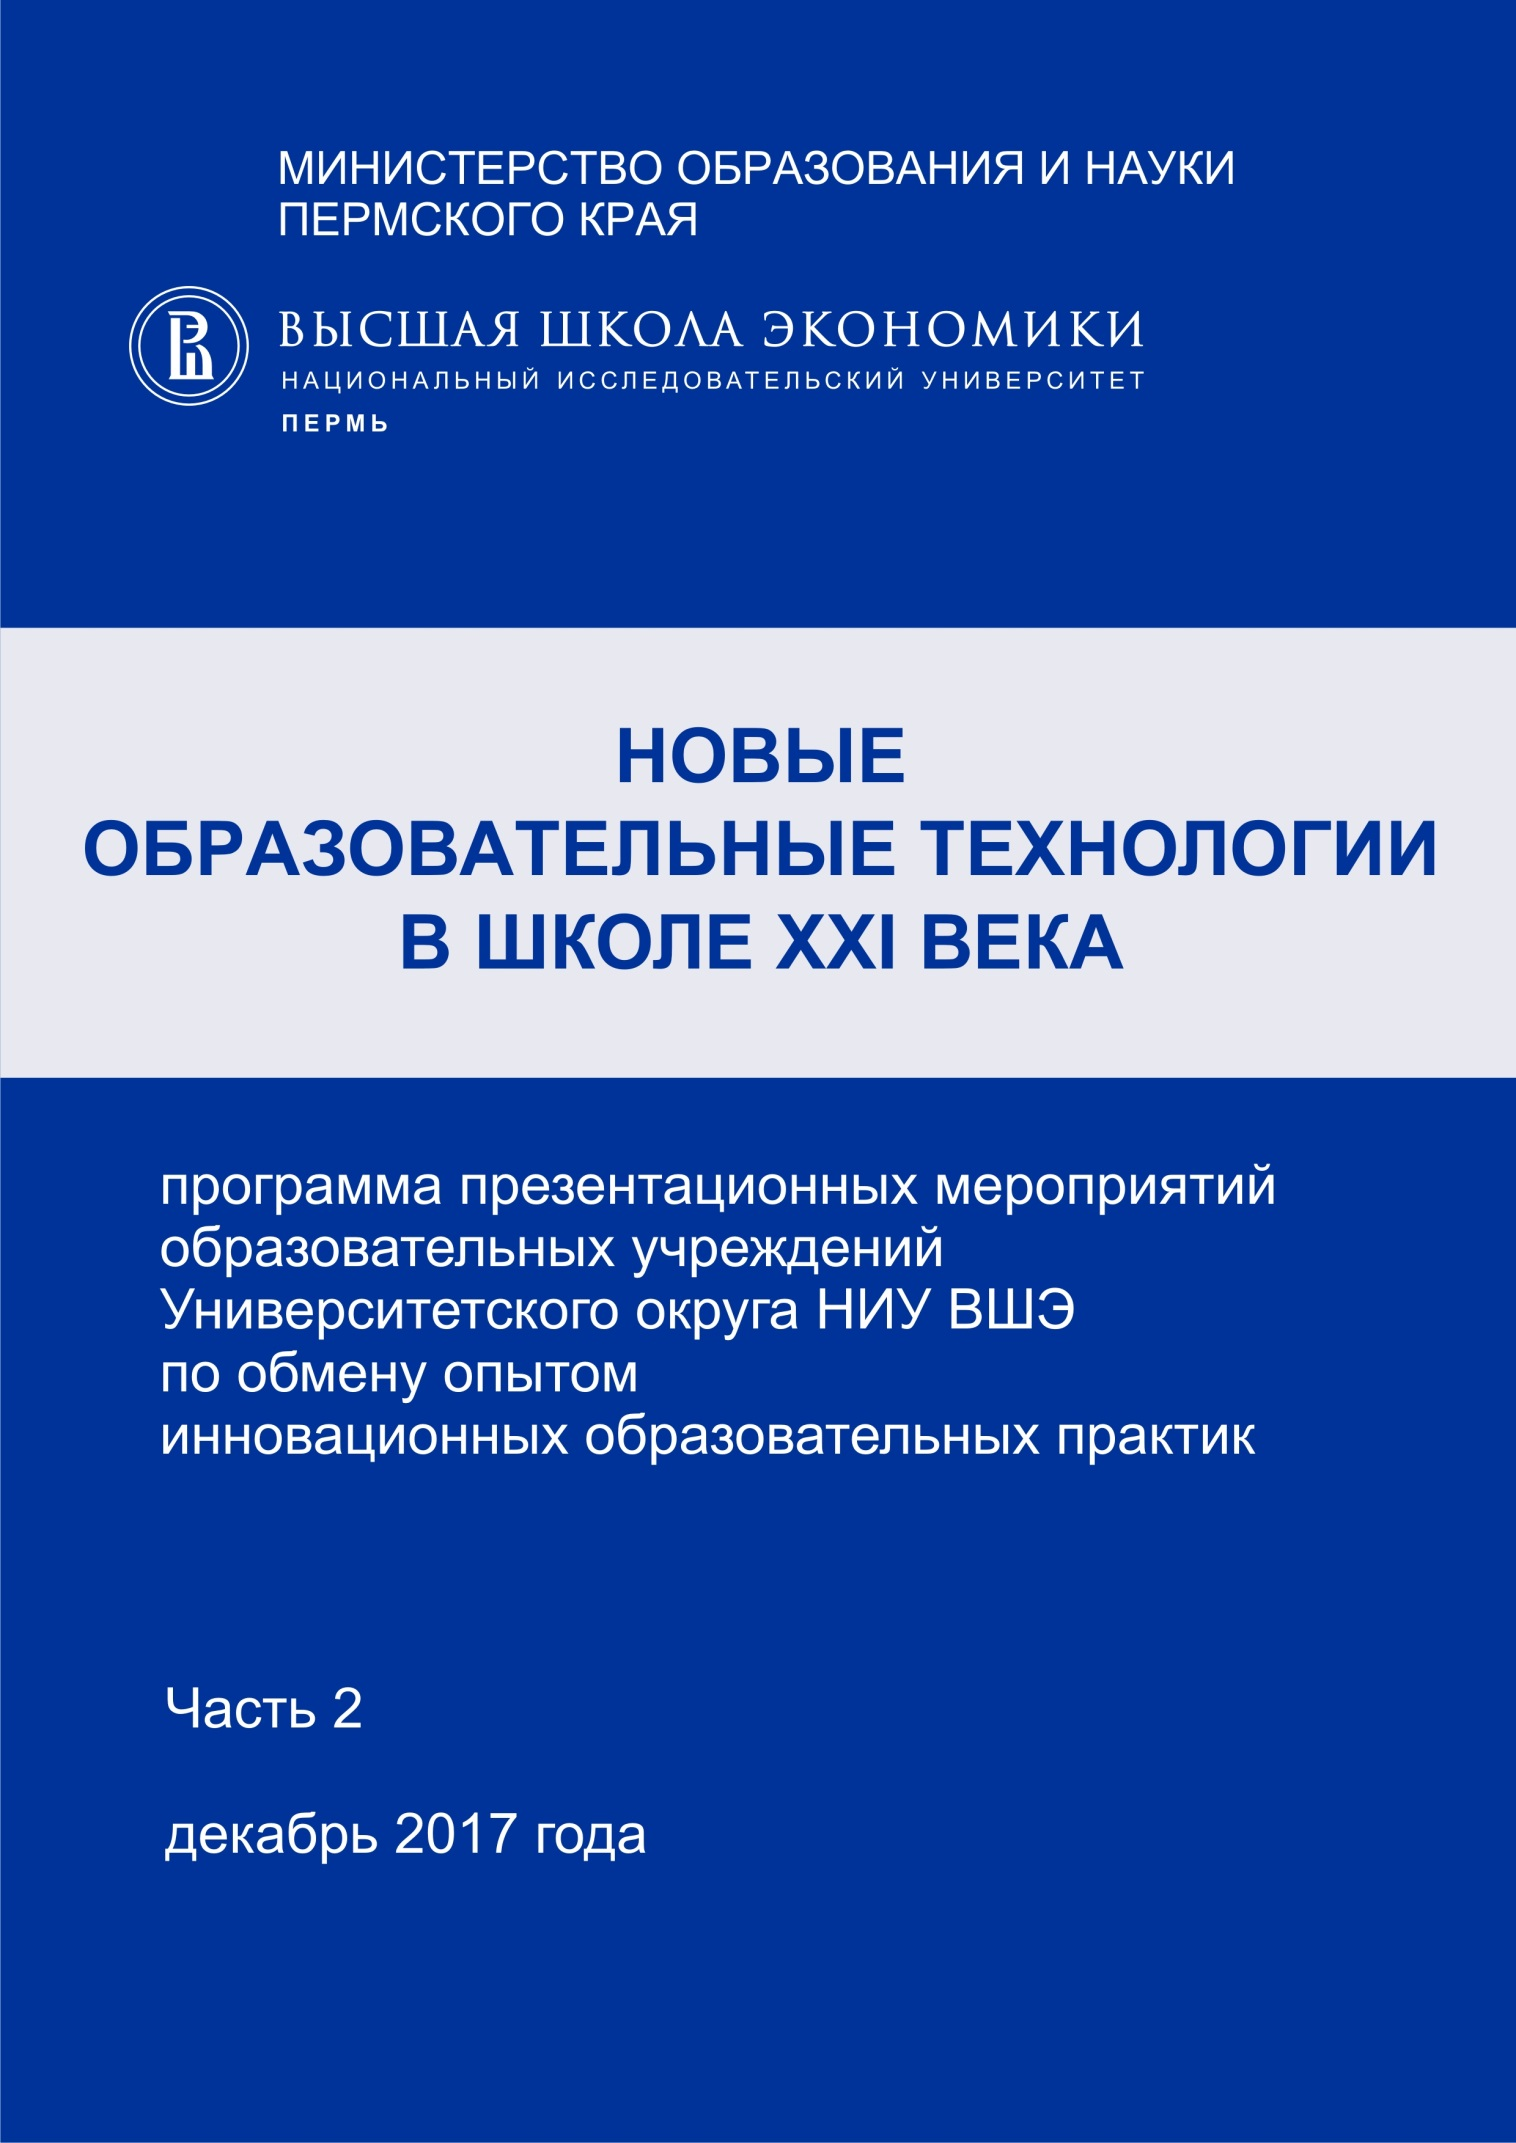 МИНИСТЕРСТВО ОБРАЗОВАНИЯ И НАУКИ
ПЕРМСКОГО КРАЯ
ВЫСШАЯ ШКОЛА ЭКОНОМИКИ
НАЦИОНАЛЬНЫЙ ИССЛЕДОВАТЕЛЬСКИЙ УНИВЕРСИТЕТ
ПЕРМЬ
НОВЫЕ
ОБРАЗОВАТЕЛЬНЫЕ ТЕХНОЛОГИИ
В ШКОЛЕ XXI ВЕКА
программа презентационных мероприятий
образовательных учреждений
Университетского округа НИУ ВШЭ
по обмену опытом
инновационных образовательных практик
Часть 2
декабрь 2017 года